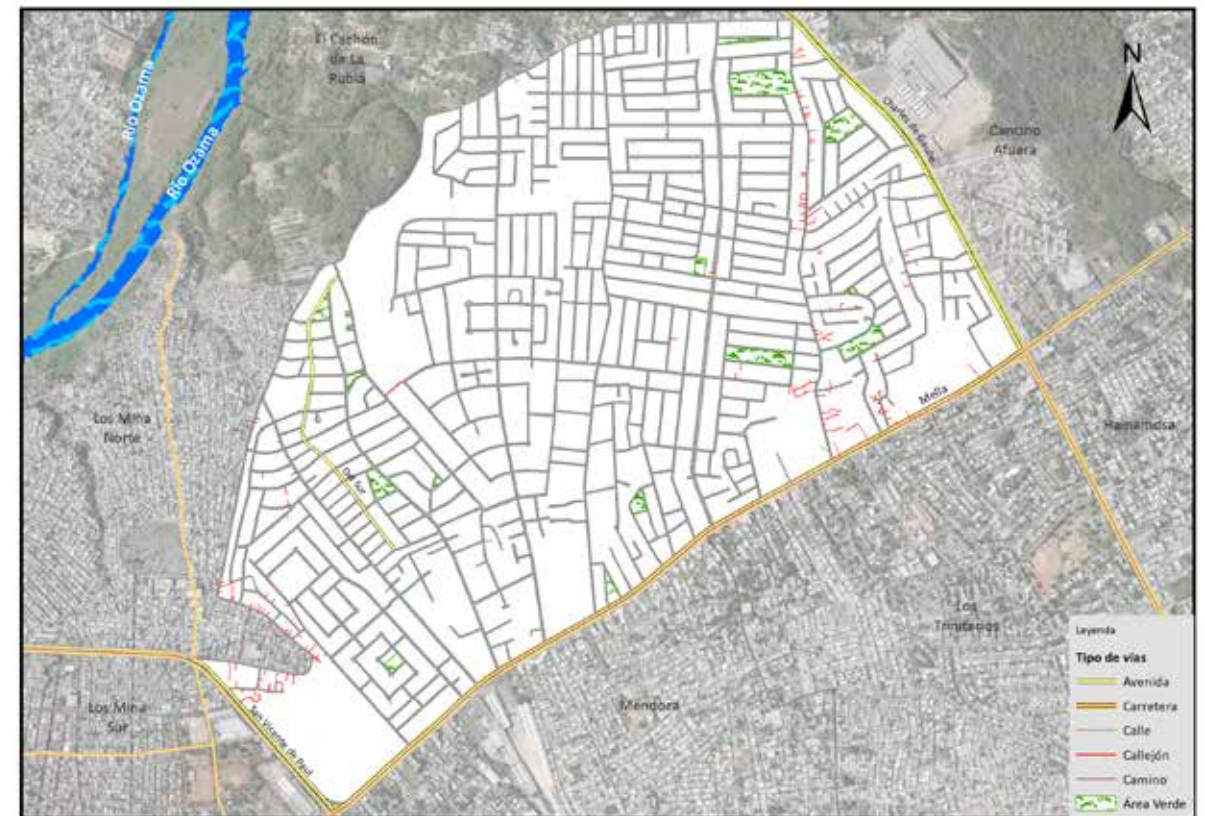 El Cachón
de La
Rubia
N
Río Ozama
Río Ozama
Charles de Gaulle
Cancino
Afuera
Los Mina
Norte
Mella
Hainamosa
Los
Trinitarios
Mendoza
Los Mina
Sur
San Vicente de Paul
Leyenda
Tipo de vías
Avenida
Carretera
Calle
Callejón
Camino
Área Verde